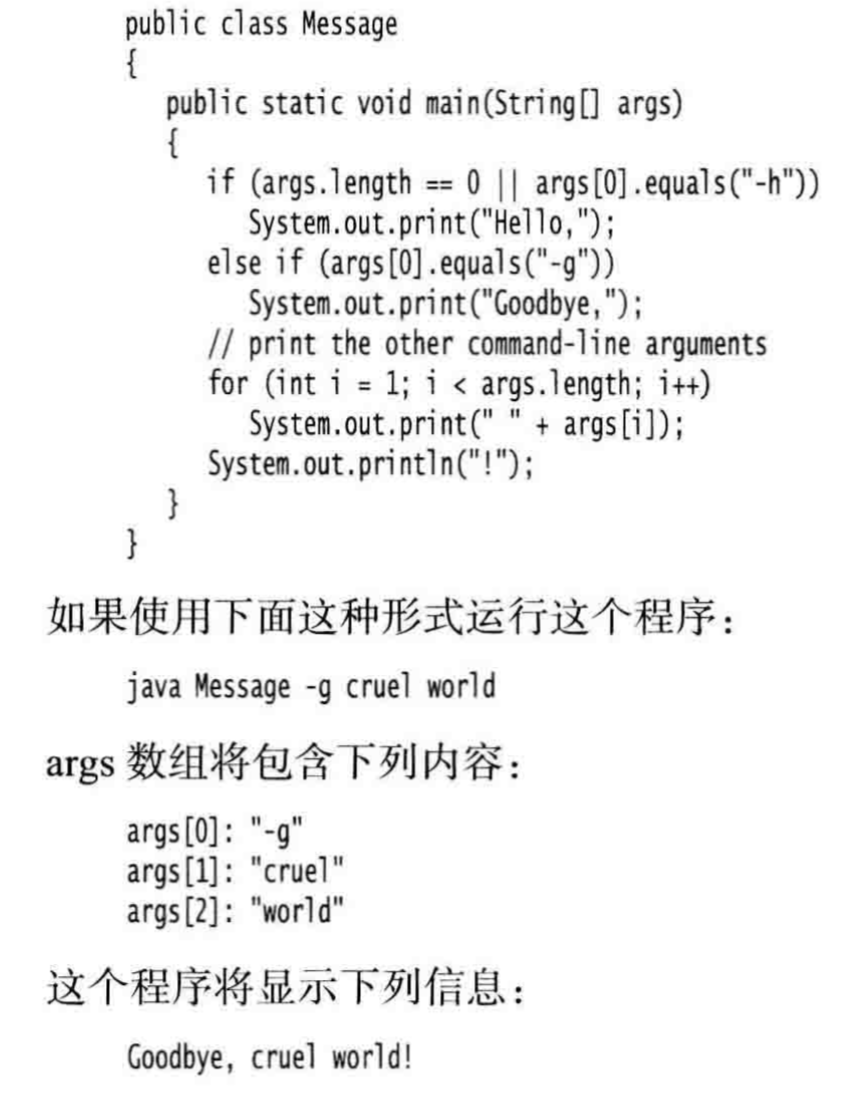 public class Message
{
   public static void main(String[] args)
   {
      if (args.length == 0 || args[0].equals("-h"))
         System.out.print("Hello,");
      else if (args[0].equals("-g"))
         System.out.print("Goodbye,");
      // print the other command-line arguments
      for (int i = 1; i < args.length; i++)
         System.out.print(" " + args[i]);
      System.out.println("!");
   }
}
如果使用下面这种形式运行这个程序：
java Message -g cruel world
args 数组将包含下列内容：
args[0]: "-g"
args[1]: "cruel"
args[2]: "world"
这个程序将显示下列信息：
Goodbye, cruel world!